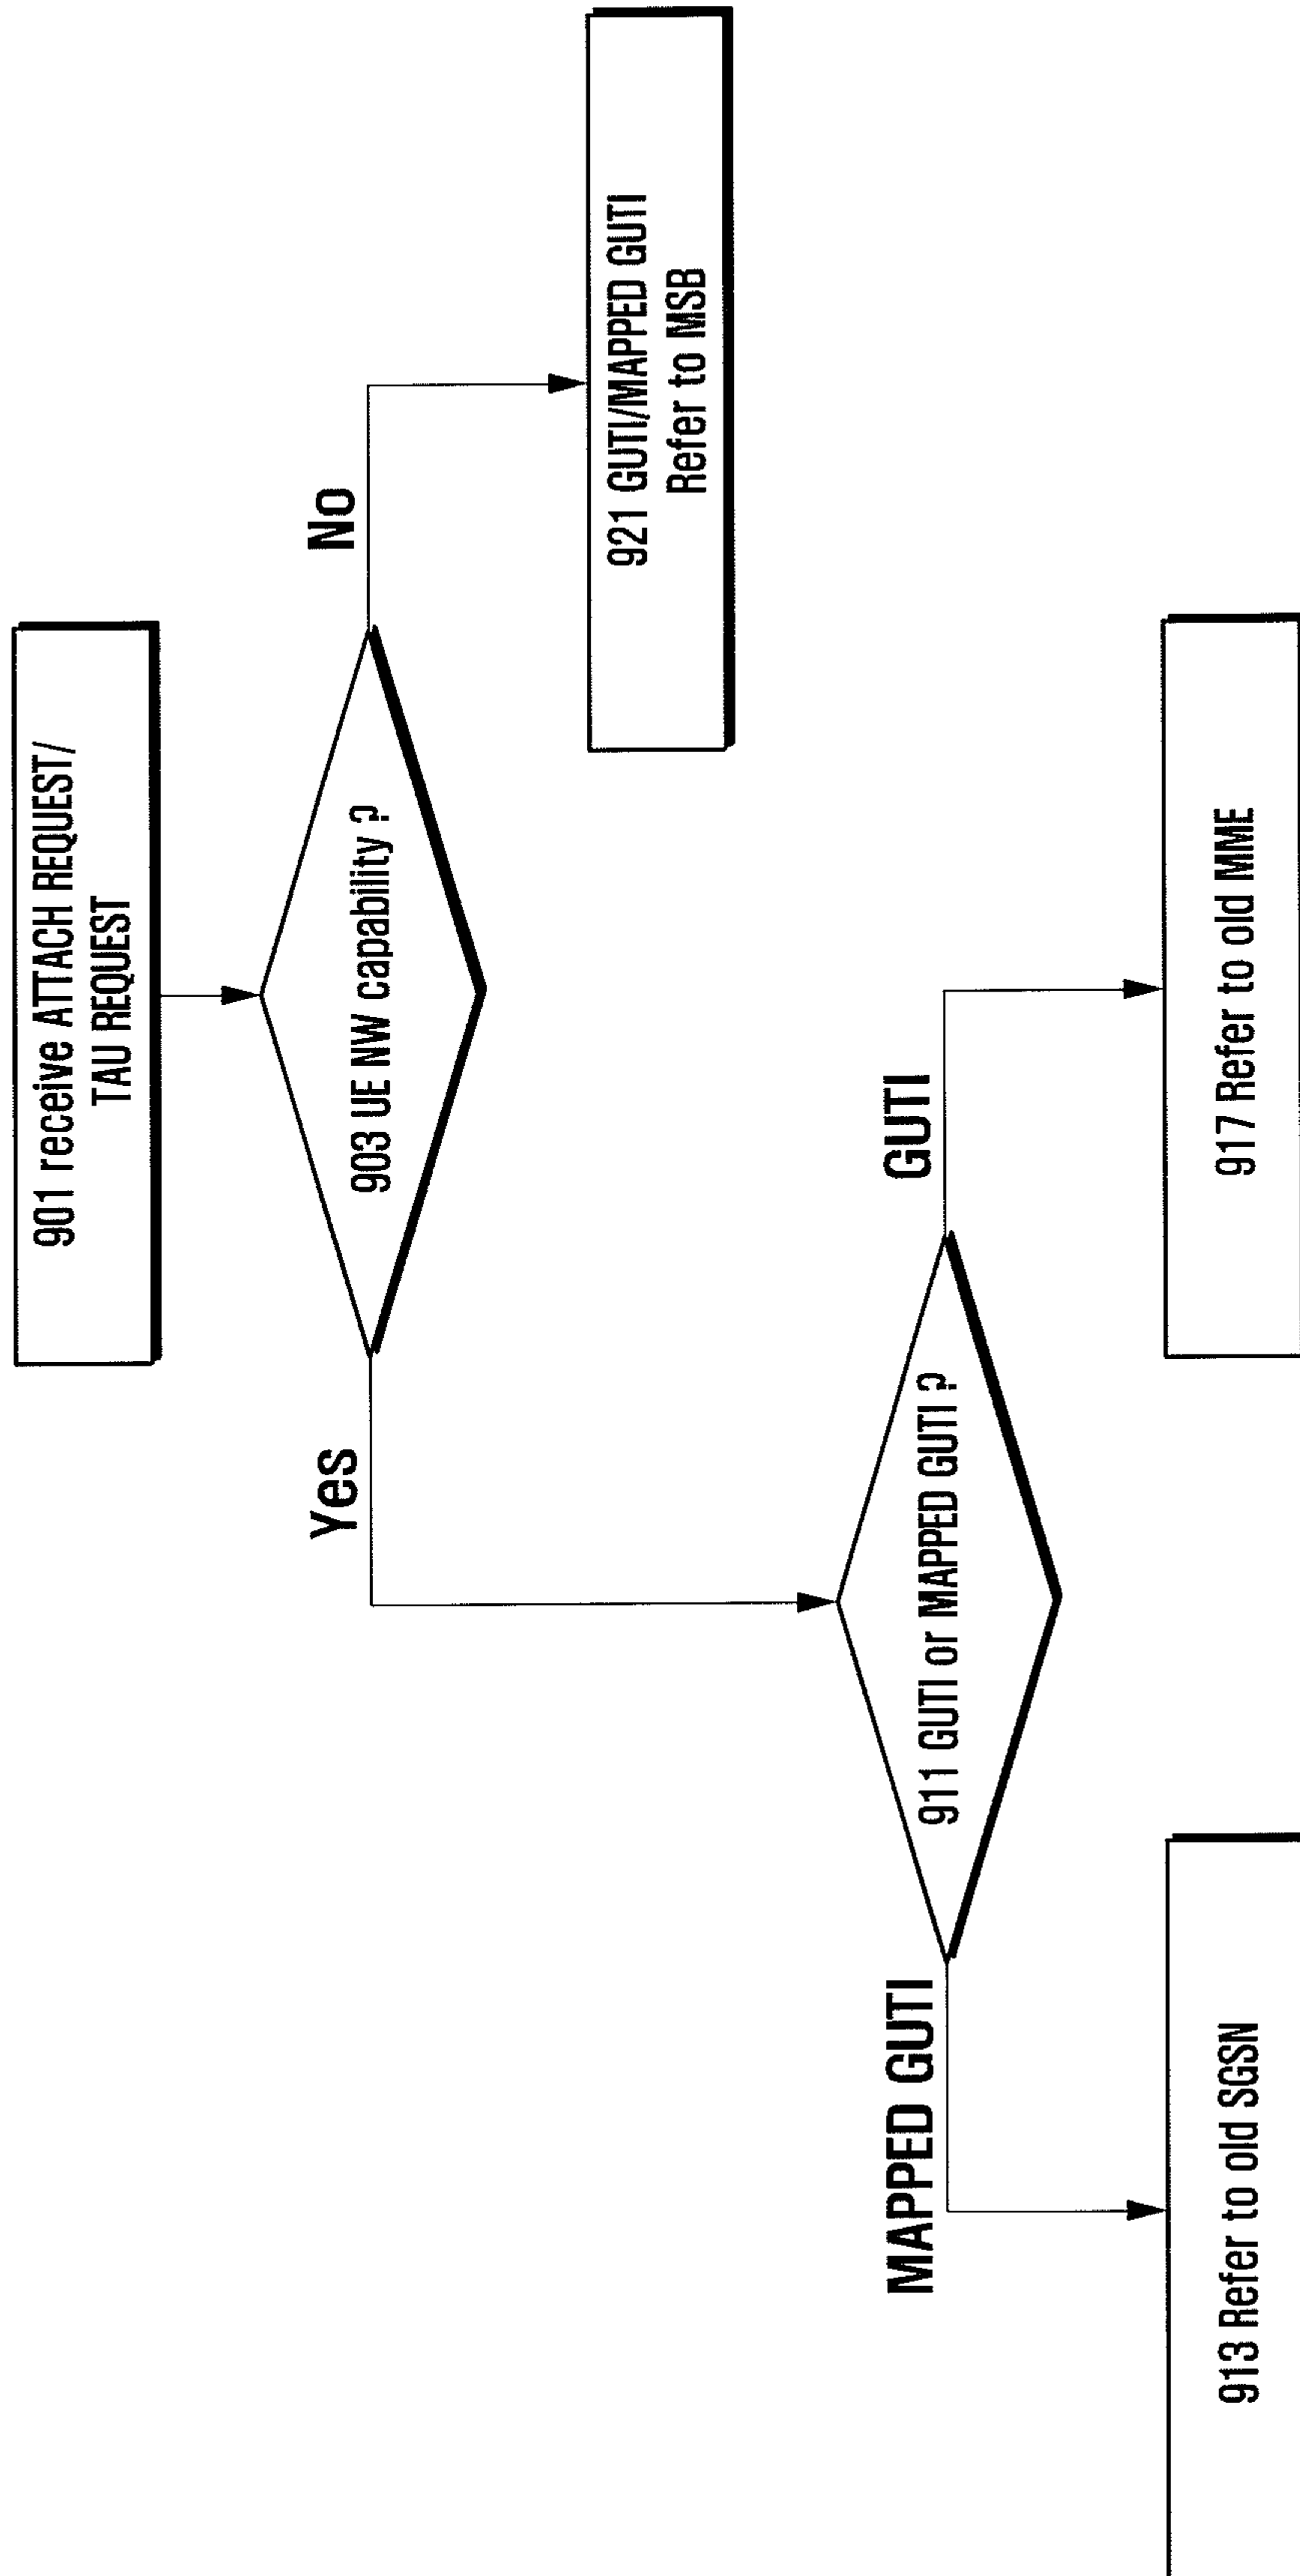 901 receive ATTACH REQUEST/
TAU REQUEST
903 UE NW capability ?
Yes
No
921 GUTI/MAPPED GUTI
Refer to MSB
911 GUTI or MAPPED GUTI ?
MAPPED GUTI
GUTI
913 Refer to old SGSN
917 Refer to old MME